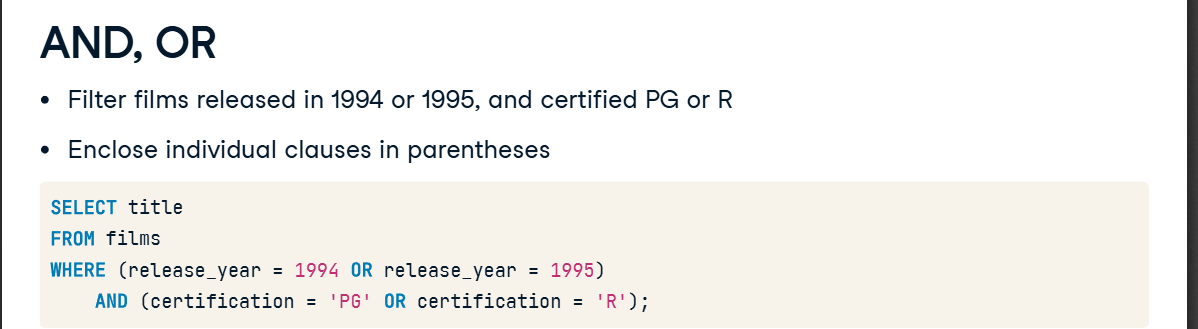 AND, OR
• Filter films released in 1994 or 1995, and certified PG or R
• Enclose individual clauses in parentheses
SELECT title
FROM films
WHERE (release_year = 1994 OR release_year = 1995)
    AND (certification = 'PG' OR certification = 'R');